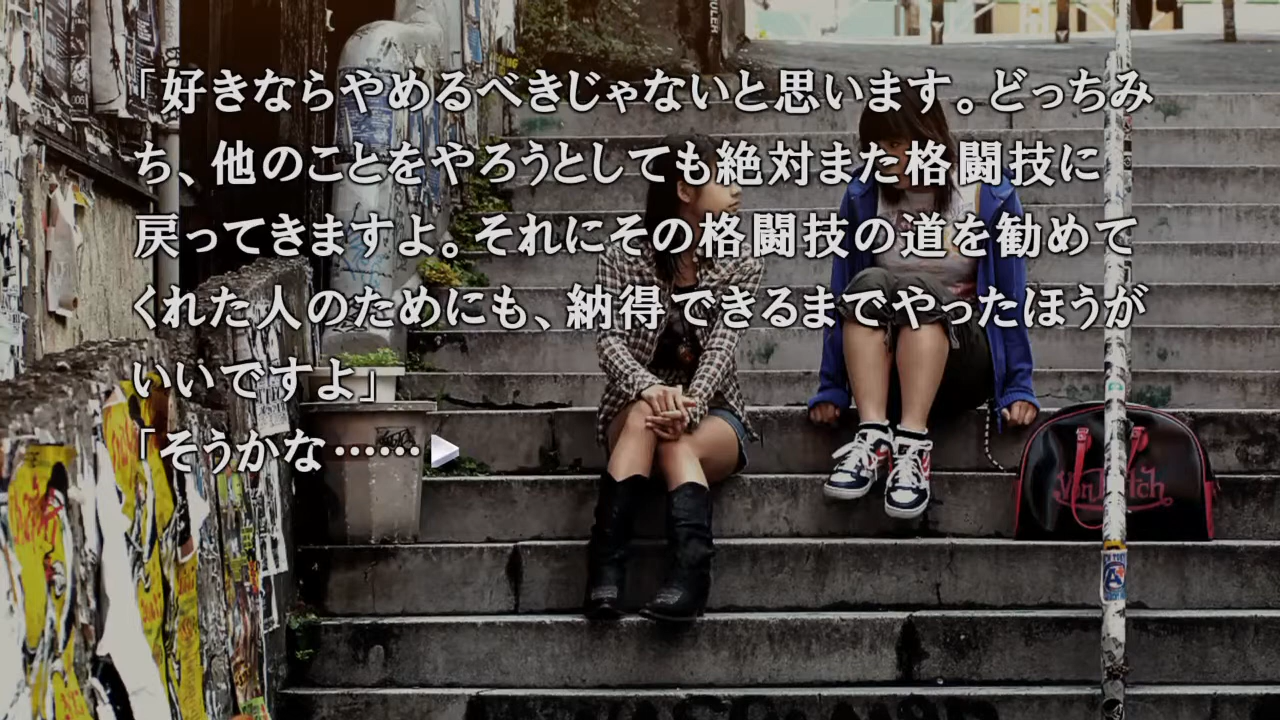 「好きならやめるべきじゃないと思います。どっちみ
ち、他のことをやろうとしても絶対また格闘技に
戻ってきますよ。それにその格闘技の道を勧めて
くれた人のためにも、納得できるまでやったほうが
いいですよ」
「そうかな……